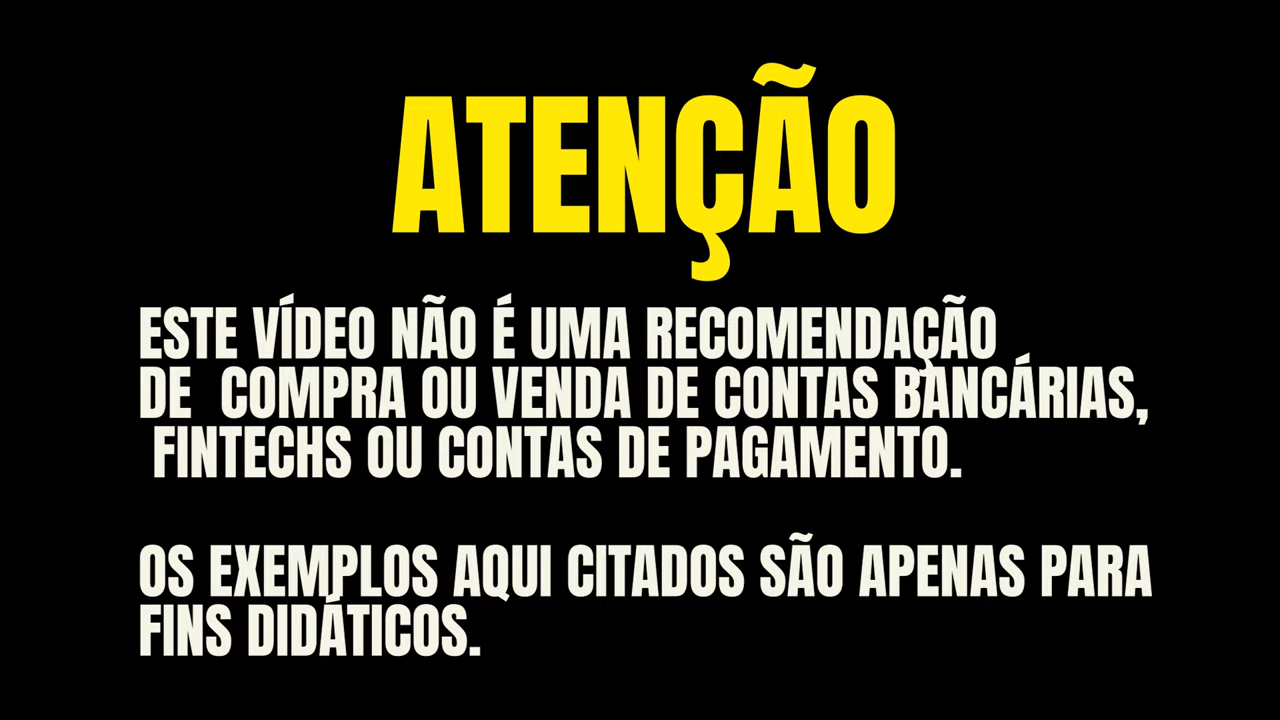 ATENÇÃO
ESTE VÍDEO NÃO É UMA RECOMENDAÇÃO
DE COMPRA OU VENDA DE CONTAS BANCÁRIAS,
FINTECHS OU CONTAS DE PAGAMENTO.
OS EXEMPLOS AQUI CITADOS SÃO APENAS PARA
FINS DIDÁTICOS.